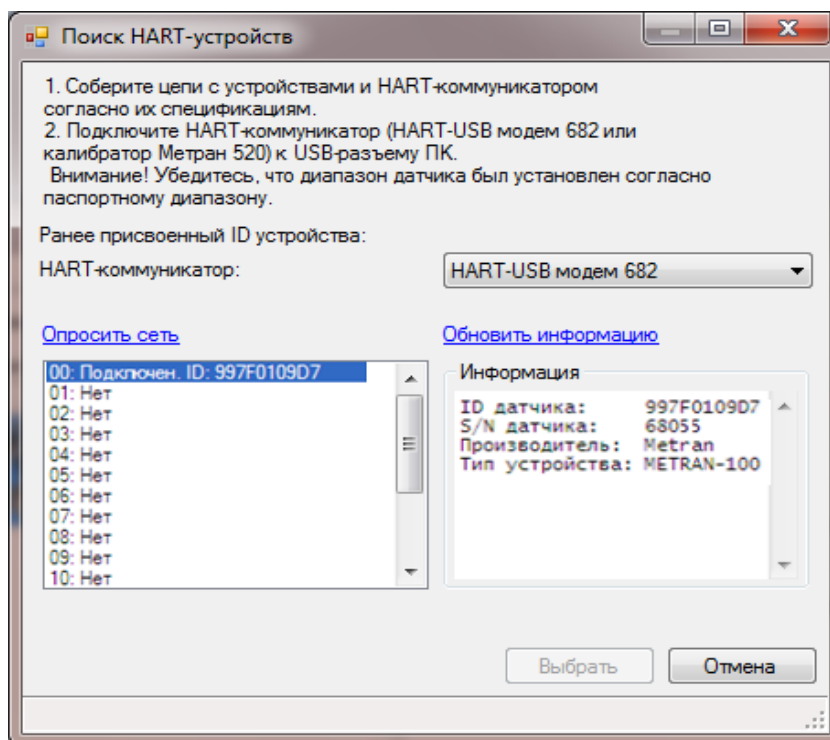 Поиск HART-устройств
1. Соберите цепи с устройствами и HART-коммуникатором
согласно их спецификациям.
2. Подключите HART-коммуникатор (HART-USB модем 682 или
калибратор Метран 520) к USB-разъему ПК.
Внимание! Убедитесь, что диапазон датчика был установлен согласно
паспортному диапазону.
Ранее присвоенный ID устройства:
HART-коммуникатор:
HART-USB модем 682
Опросить сеть
Обновить информацию
00: Подключен. ID: 997F0109D7
01: Нет
02: Нет
03: Нет
04: Нет
05: Нет
06: Нет
07: Нет
08: Нет
09: Нет
10: Нет
Информация
ID датчика: 997F0109D7
S/N датчика: 68055
Производитель: Metran
Тип устройства: METRAN-100
Выбрать
Отмена